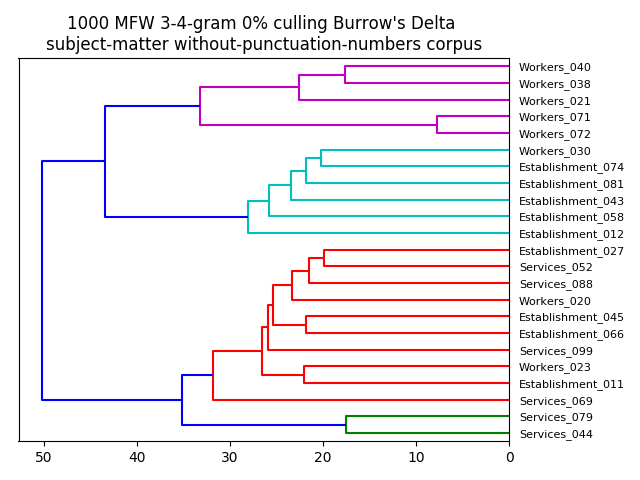 1000 MFW 3-4-gram 0% culling Burrow's Delta
subject-matter without-punctuation-numbers corpus
Workers_040
Workers_038
Workers_021
Workers_071
Workers_072
Workers_030
Establishment_074
Establishment_081
Establishment_043
Establishment_058
Establishment_012
Establishment_027
Services_052
Services_088
Workers_020
Establishment_045
Establishment_066
Services_099
Workers_023
Establishment_011
Services_069
Services_079
Services_044
50 40 30 20 10 0